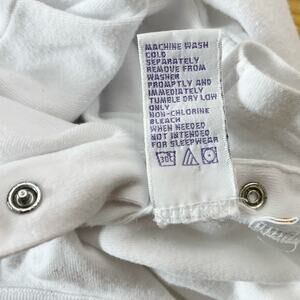 MACHINE WASH
COLD
SEPARATELY
REMOVE FROM
WASHER
PROMPTLY AND
IMMEDIATELY
TUMBLE DRY LOW
ONLY
NON-CHLORINE
BLEACH
WHEN NEEDED
NOT INTENDED
FOR SLEEPWEAR